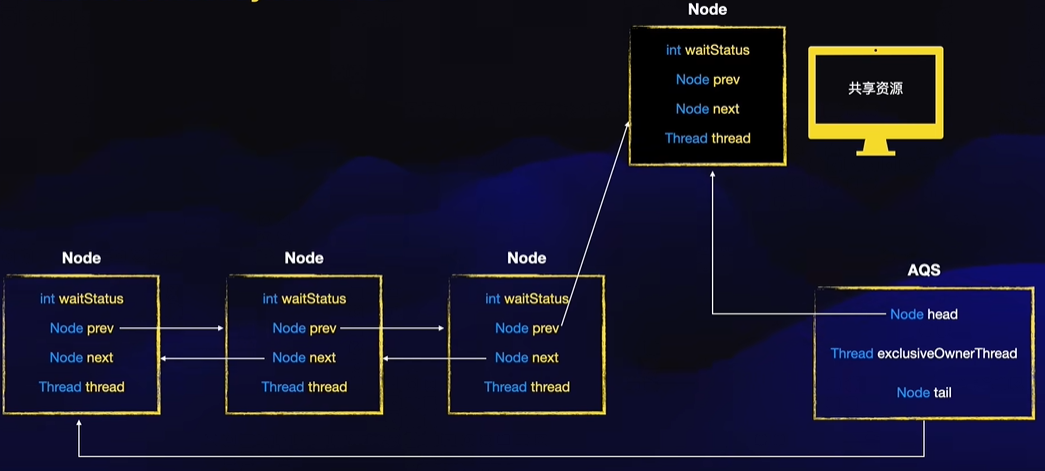 Node
int waitStatus
Node prev
Node next
Thread thread
共享资源
Node
int waitStatus
Node prev
Node next
Thread thread
Node
int waitStatus
Node prev
Node next
Thread thread
Node
int waitStatus
Node prev
Node next
Thread thread
AQS
Node head
Thread exclusiveOwnerThread
Node tail